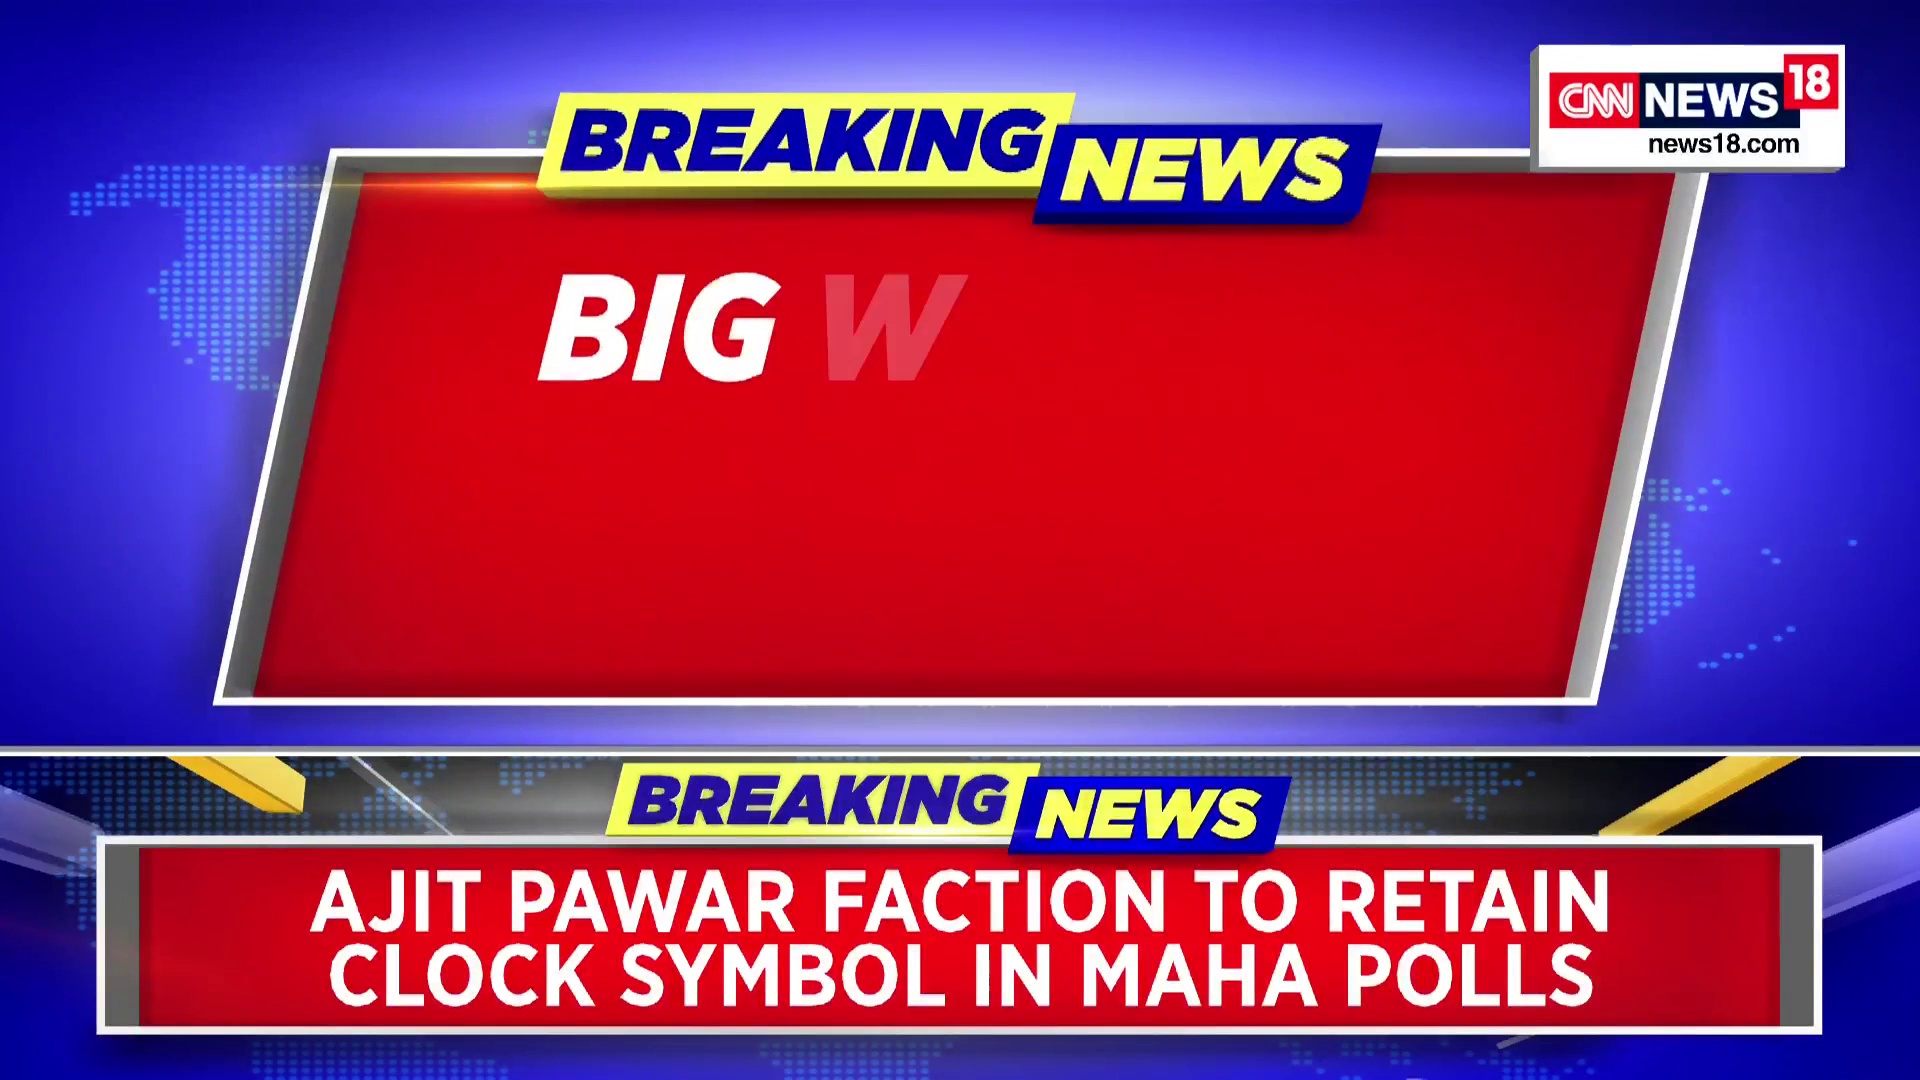 CNN NEWS 18
news18.com
BREAKING NEWS
BIG W
BREAKING NEWS
AJIT PAWAR FACTION TO RETAIN
CLOCK SYMBOL IN MAHA POLLS